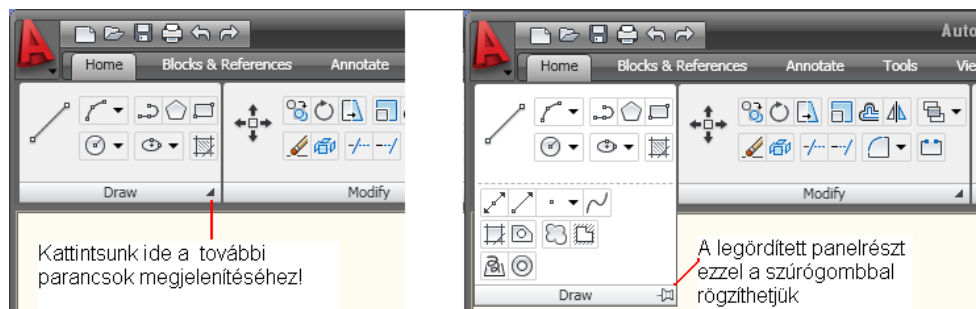 Home Blocks & References Annotate
Draw Modify
Kattintsunk ide a további
parancsok megjelenítéséhez!
Auto
Home Blocks & References Annotate Tools Vie
Modify
Draw
A legördített panelrészt
ezzel a szúrógombbal
rögzíthetjük